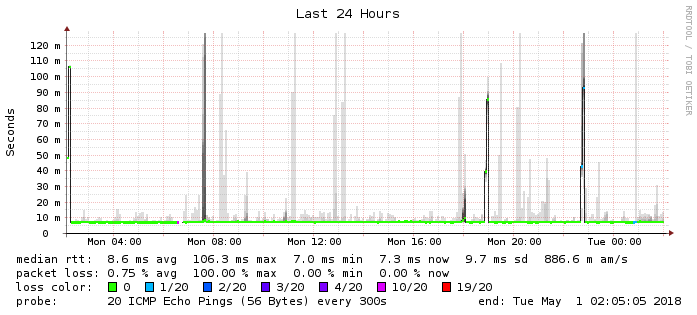 Last 24 Hours
RRDTOOL / TOBI OETIKER
Seconds
120 m
110 m
100 m
90 m
80 m
70 m
60 m
50 m
40 m
30 m
20 m
10 m
0
Mon 04:00 Mon 08:00 Mon 12:00 Mon 16:00 Mon 20:00 Tue 00:00
median rtt: 8.6 ms avg 106.3 ms max 7.0 ms min 7.3 ms now 9.7 ms sd 886.6 m am/s
packet loss: 0.75 % avg 100.00 % max 0.00 % min 0.00 % now
loss color: 0 1/20 2/20 3/20 4/20 10/20 19/20
probe: 20 ICMP Echo Pings (56 Bytes) every 300s end: Tue May 1 02:05:05 2018